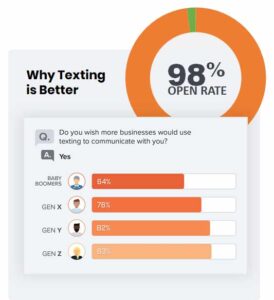 Why Texting
is Better
98%
OPEN RATE
Q.
Do you wish more businesses would use
texting to communicate with you?
A.
Yes
BABY
BOOMERS
64%
GEN X
76%
GEN Y
82%
GEN Z
83%